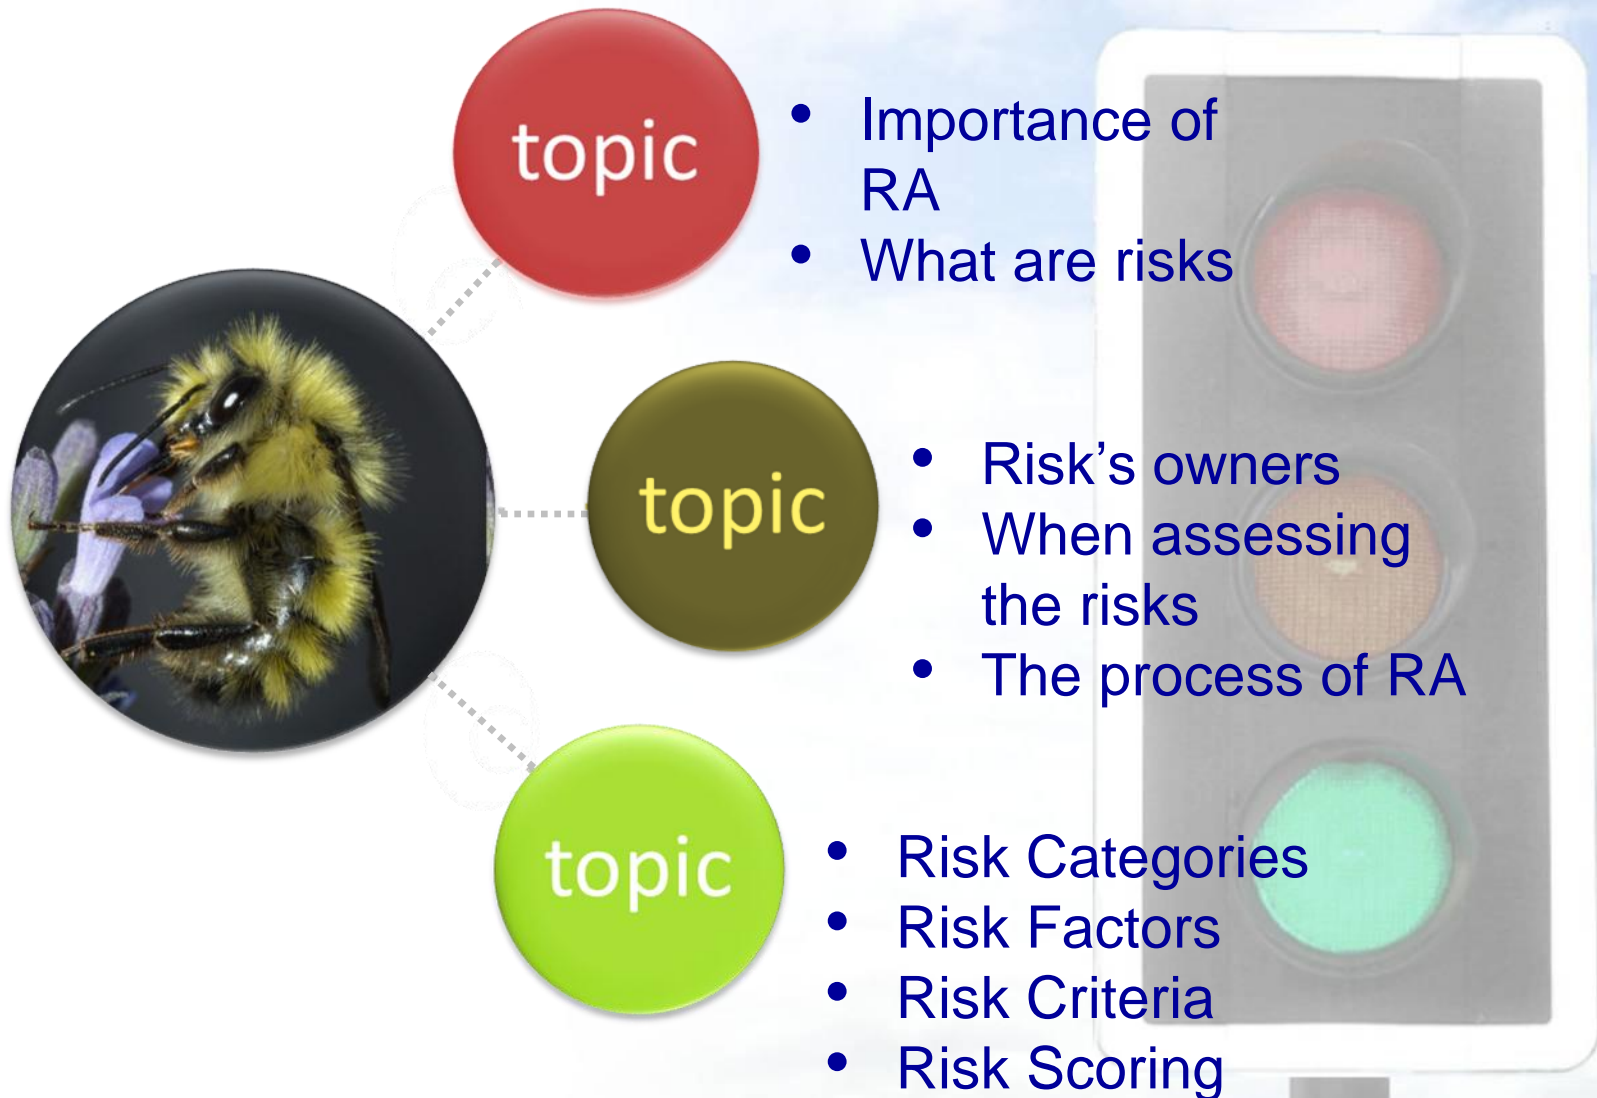 topic
• Importance of
RA
• What are risks
topic
• Risk’s owners
• When assessing
the risks
• The process of RA
topic
• Risk Categories
• Risk Factors
• Risk Criteria
• Risk Scoring